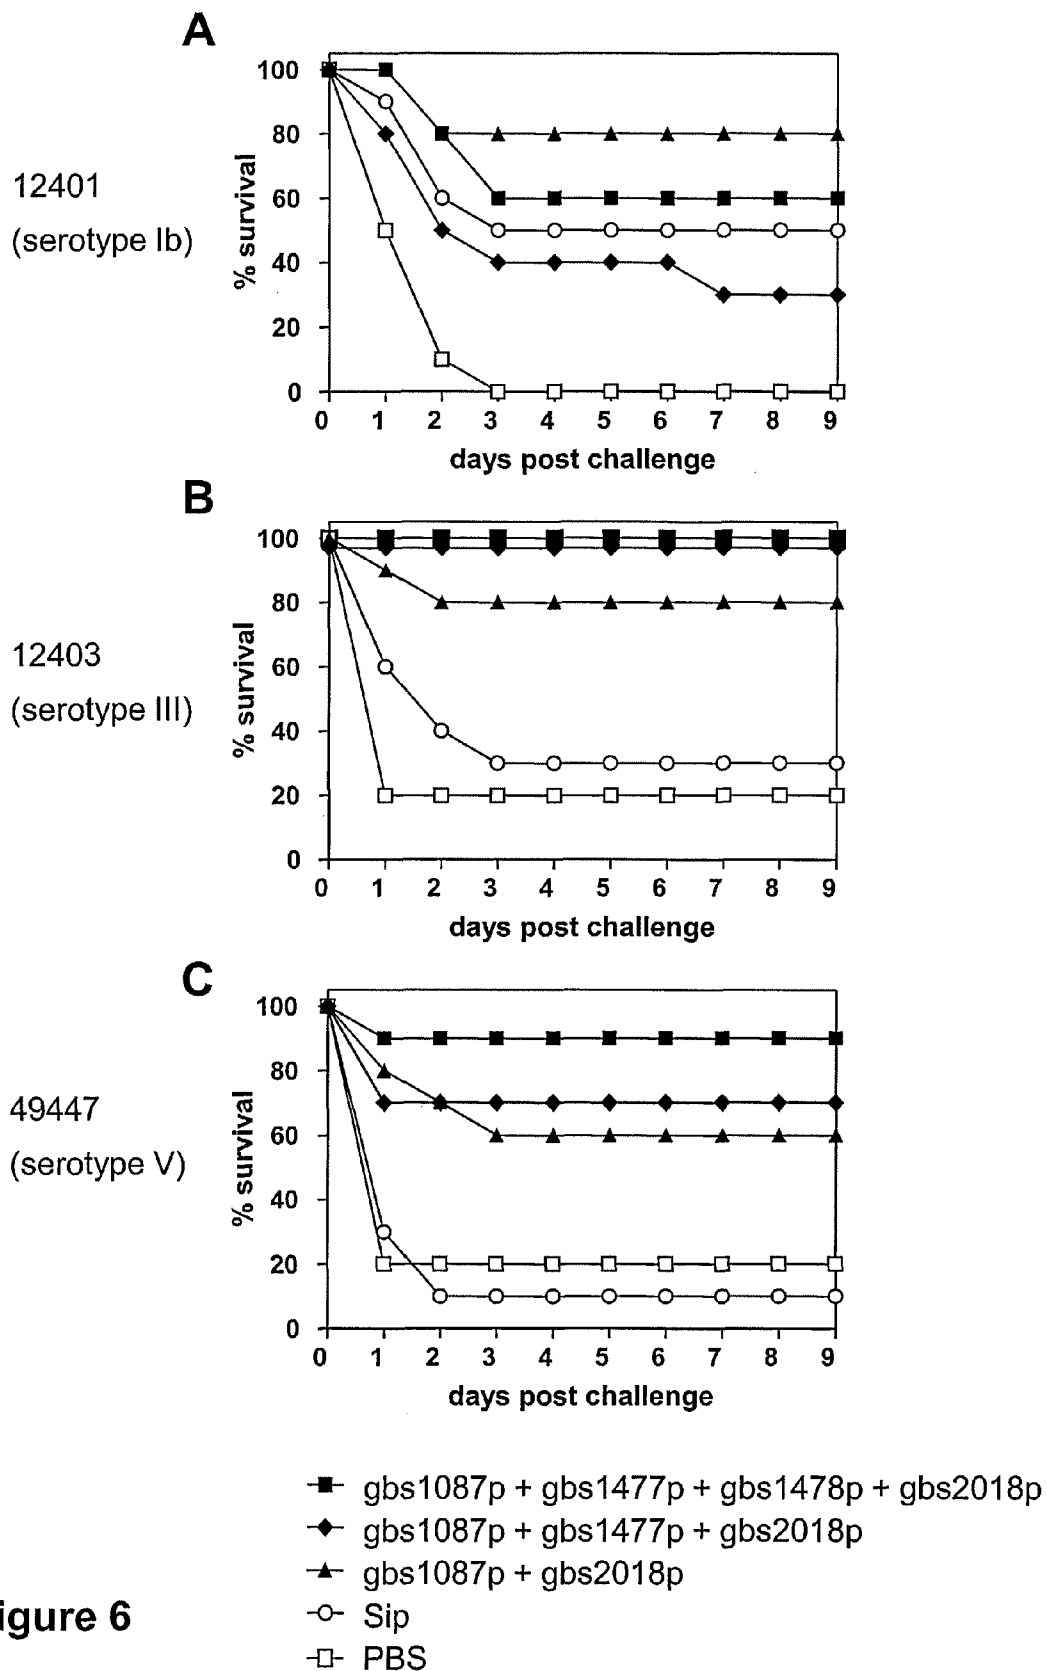 A
12401
(serotype Ib)
% survival
100
80
60
40
20
0
0 1 2 3 4 5 6 7 8 9
days post challenge
B
12403
(serotype III)
% survival
100
80
60
40
20
0
0 1 2 3 4 5 6 7 8 9
days post challenge
C
49447
(serotype V)
% survival
100
80
60
40
20
0
0 1 2 3 4 5 6 7 8 9
days post challenge
gbs1087p + gbs1477p + gbs1478p + gbs2018p
gbs1087p + gbs1477p + gbs2018p
gbs1087p + gbs2018p
Sip
PBS
igure 6